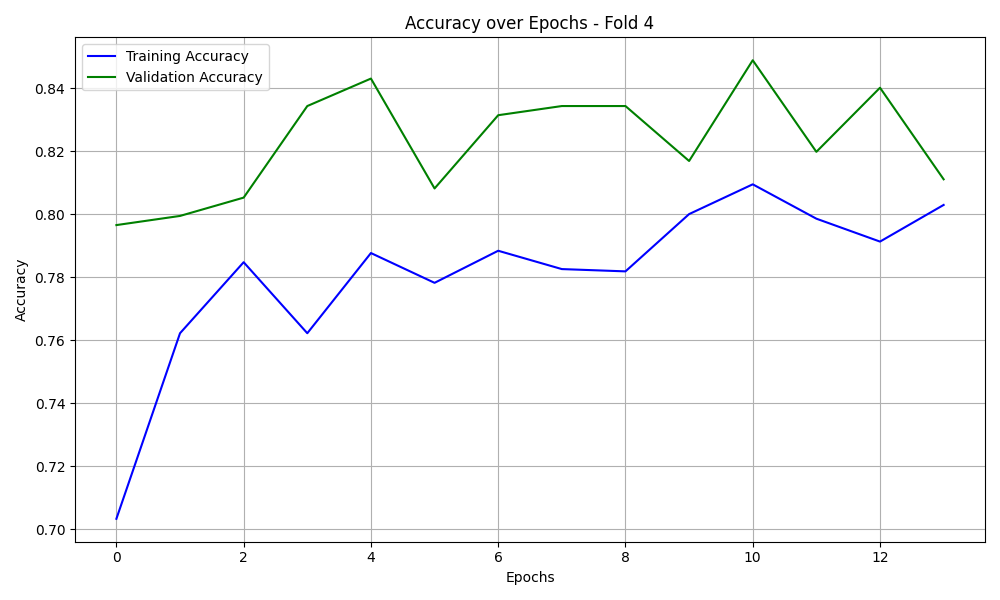 Accuracy over Epochs - Fold 4
Training Accuracy
Validation Accuracy
Accuracy
0.84
0.82
0.80
0.78
0.76
0.74
0.72
0.70
0 2 4 6 8 10 12
Epochs